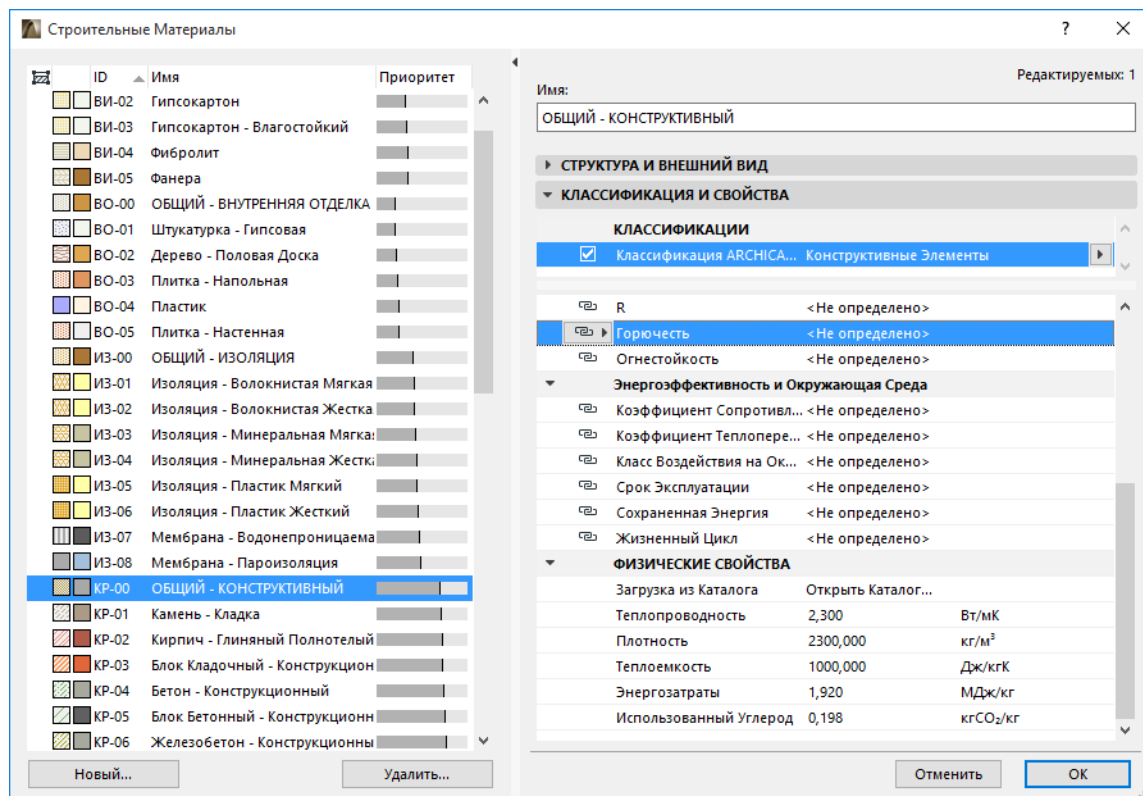 Строительные Материалы
? ×
ID Имя Приоритет
ВИ-02 Гипсокартон
ВИ-03 Гипсокартон - Влагостойкий
ВИ-04 Фибролит
ВИ-05 Фанера
ВО-00 ОБЩИЙ - ВНУТРЕННЯЯ ОТДЕЛКА
ВО-01 Штукатурка - Гипсовая
ВО-02 Дерево - Половая Доска
ВО-03 Плитка - Напольная
ВО-04 Пластик
ВО-05 Плитка - Настенная
ИЗ-00 ОБЩИЙ - ИЗОЛЯЦИЯ
ИЗ-01 Изоляция - Волокнистая Мягкая
ИЗ-02 Изоляция - Волокнистая Жестка
ИЗ-03 Изоляция - Минеральная Мягка
ИЗ-04 Изоляция - Минеральная Жестк
ИЗ-05 Изоляция - Пластик Мягкий
ИЗ-06 Изоляция - Пластик Жесткий
ИЗ-07 Мембрана - Водонепроницаема
ИЗ-08 Мембрана - Пароизоляция
КР-00 ОБЩИЙ - КОНСТРУКТИВНЫЙ
КР-01 Камень - Кладка
КР-02 Кирпич - Глиняный Полнотелый
КР-03 Блок Кладочный - Конструкцион
КР-04 Бетон - Конструкционный
КР-05 Блок Бетонный - Конструкционн
КР-06 Железобетон - Конструкционны
Новый...
Удалить...
Редактируемых: 1
Имя:
ОБЩИЙ - КОНСТРУКТИВНЫЙ
СТРУКТУРА И ВНЕШНИЙ ВИД
КЛАССИФИКАЦИЯ И СВОЙСТВА
КЛАССИФИКАЦИИ
Классификация ARCHICA... Конструктивные Элементы
R <Не определено>
Горючесть <Не определено>
Огнестойкость <Не определено>
Энергоэффективность и Окружающая Среда
Коэффициент Сопротивл... <Не определено>
Коэффициент Теплопере... <Не определено>
Класс Воздействия на Ок... <Не определено>
Срок Эксплуатации <Не определено>
Сохраненная Энергия <Не определено>
Жизненный Цикл <Не определено>
ФИЗИЧЕСКИЕ СВОЙСТВА
Загрузка из Каталога Открыть Каталог...
Теплопроводность 2,300 Вт/мК
Плотность 2300,000 кг/м³
Теплоемкость 1000,000 Дж/кгК
Энергозатраты 1,920 МДж/кг
Использованный Углерод 0,198 кгCO₂/кг
Отменить
OK